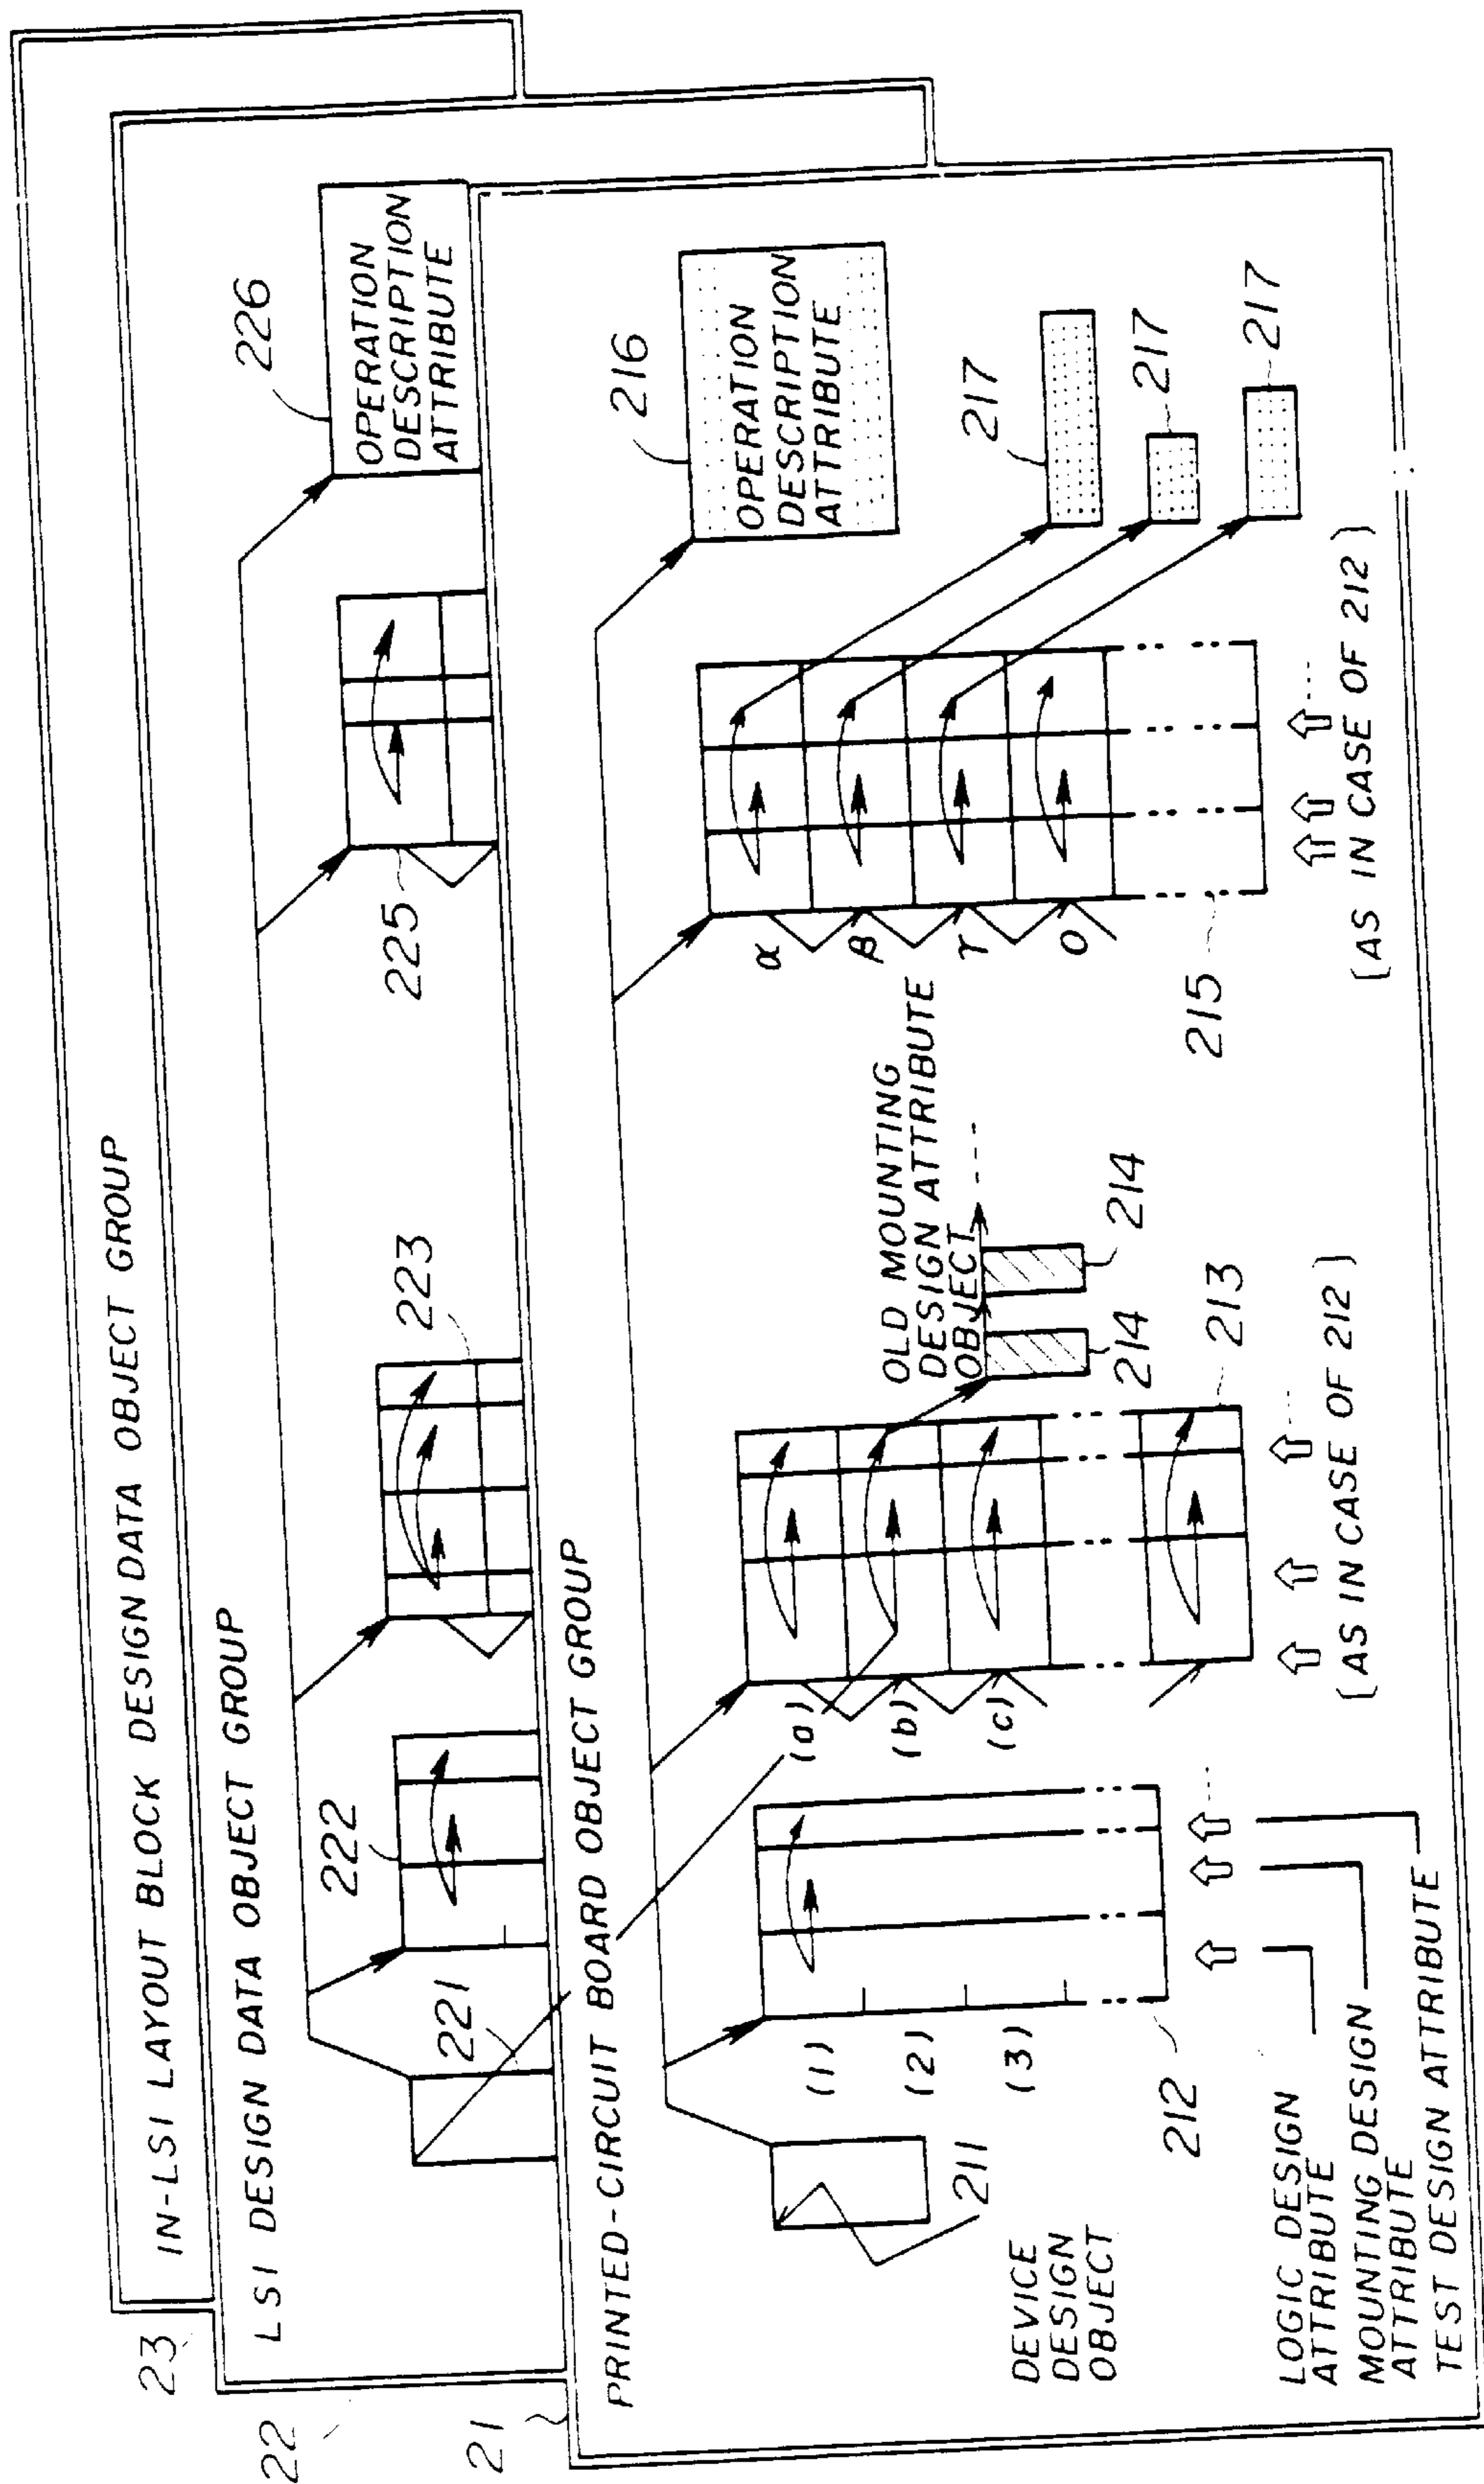 23
IN-LSI LAYOUT BLOCK DESIGN DATA OBJECT GROUP
22
LSI DESIGN DATA OBJECT GROUP
221
222
223
225
226
OPERATION
DESCRIPTION
ATTRIBUTE
21
PRINTED-CIRCUIT BOARD OBJECT GROUP
211
DEVICE
DESIGN
OBJECT
(1)
(2)
(3)
212
LOGIC DESIGN
ATTRIBUTE
MOUNTING DESIGN
ATTRIBUTE
TEST DESIGN ATTRIBUTE
(a)
(b)
(c)
213
[AS IN CASE OF 212]
OLD MOUNTING
DESIGN ATTRIBUTE
OBJECT
214
214
α
β
γ
0
215
[AS IN CASE OF 212]
216
OPERATION
DESCRIPTION
ATTRIBUTE
217
217
217